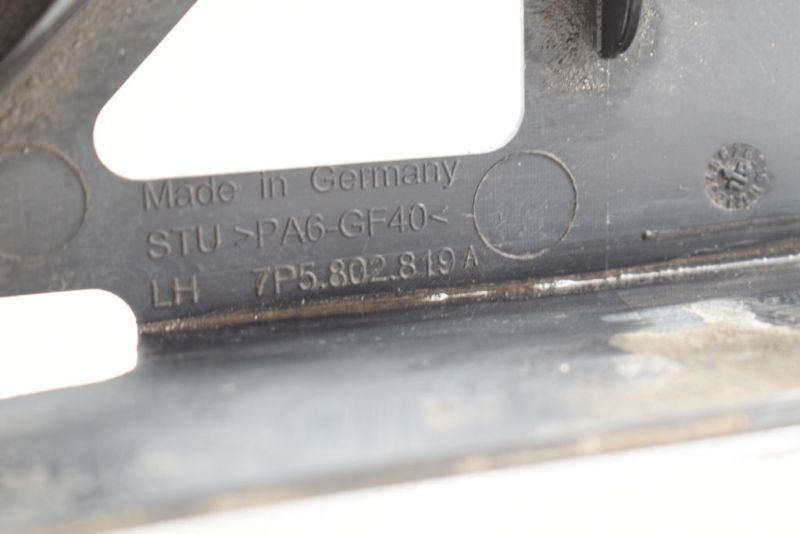 Made in Germany
STU >PA6-GF40<
LH 7P5.802.819 A